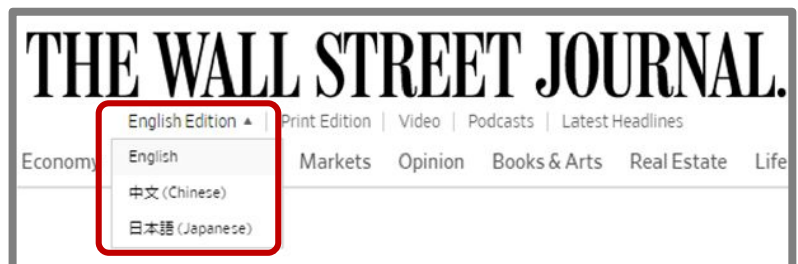 THE WALL STREET JOURNAL.
English Edition ▲ | Print Edition | Video | Podcasts | Latest Headlines
Economy Markets Opinion Books & Arts Real Estate Life
English
中文 (Chinese)
日本語 (Japanese)